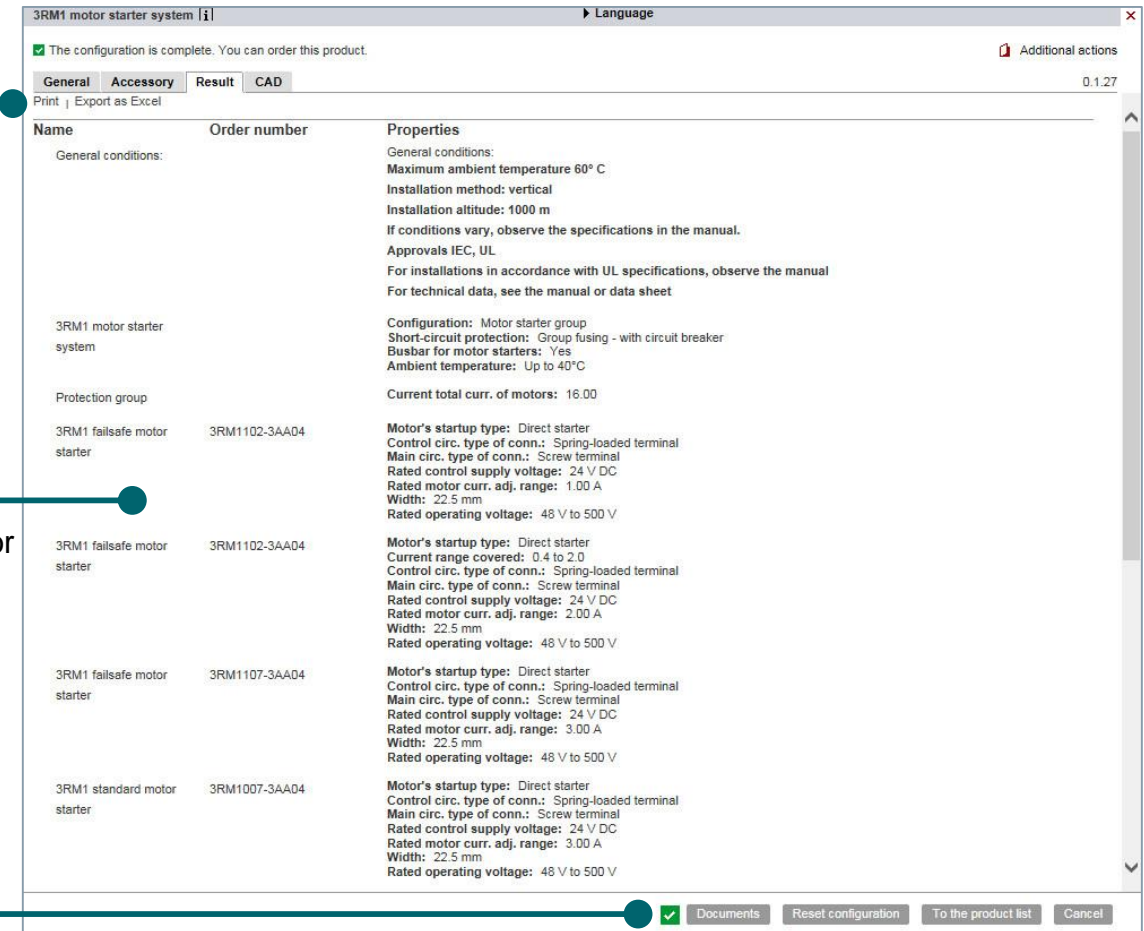 3RM1 motor starter system [i]
Language
×
The configuration is complete. You can order this product.
Additional actions
General Accessory Result CAD
0.1.27
Print | Export as Excel
Name Order number Properties
General conditions:
General conditions:
Maximum ambient temperature 60° C
Installation method: vertical
Installation altitude: 1000 m
If conditions vary, observe the specifications in the manual.
Approvals IEC, UL
For installations in accordance with UL specifications, observe the manual
For technical data, see the manual or data sheet
3RM1 motor starter
system
Configuration: Motor starter group
Short-circuit protection: Group fusing - with circuit breaker
Busbar for motor starters: Yes
Ambient temperature: Up to 40°C
Protection group
Current total curr. of motors: 16.00
3RM1 failsafe motor
starter
3RM1102-3AA04
Motor's startup type: Direct starter
Control circ. type of conn.: Spring-loaded terminal
Main circ. type of conn.: Screw terminal
Rated control supply voltage: 24 V DC
Rated motor curr. adj. range: 1.00 A
Width: 22.5 mm
Rated operating voltage: 48 V to 500 V
or
3RM1 failsafe motor
starter
3RM1102-3AA04
Motor's startup type: Direct starter
Current range covered: 0.4 to 2.0
Control circ. type of conn.: Spring-loaded terminal
Main circ. type of conn.: Screw terminal
Rated control supply voltage: 24 V DC
Rated motor curr. adj. range: 2.00 A
Width: 22.5 mm
Rated operating voltage: 48 V to 500 V
3RM1 failsafe motor
starter
3RM1107-3AA04
Motor's startup type: Direct starter
Control circ. type of conn.: Spring-loaded terminal
Main circ. type of conn.: Screw terminal
Rated control supply voltage: 24 V DC
Rated motor curr. adj. range: 3.00 A
Width: 22.5 mm
Rated operating voltage: 48 V to 500 V
3RM1 standard motor
starter
3RM1007-3AA04
Motor's startup type: Direct starter
Control circ. type of conn.: Spring-loaded terminal
Main circ. type of conn.: Screw terminal
Rated control supply voltage: 24 V DC
Rated motor curr. adj. range: 3.00 A
Width: 22.5 mm
Rated operating voltage: 48 V to 500 V
Documents Reset configuration To the product list Cancel